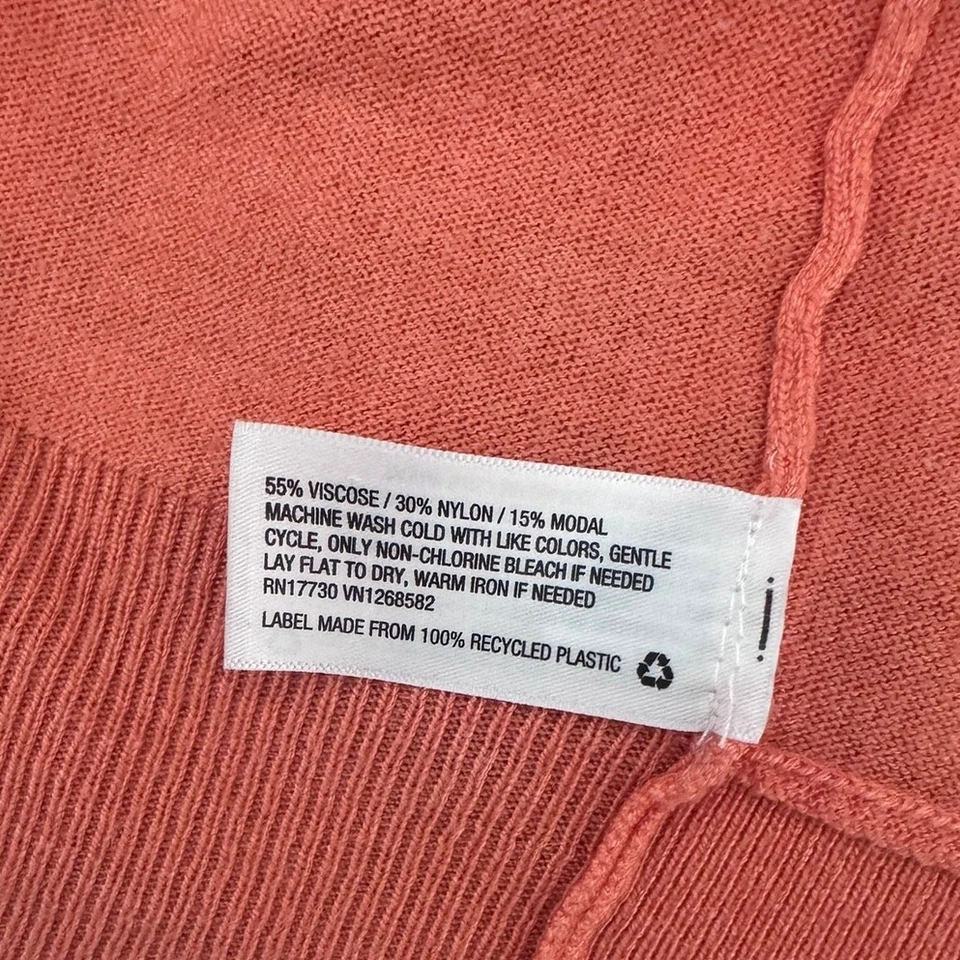 55% VISCOSE / 30% NYLON / 15% MODAL
MACHINE WASH COLD WITH LIKE COLORS, GENTLE
CYCLE, ONLY NON-CHLORINE BLEACH IF NEEDED
LAY FLAT TO DRY, WARM IRON IF NEEDED
RN17730 VN1268582
LABEL MADE FROM 100% RECYCLED PLASTIC